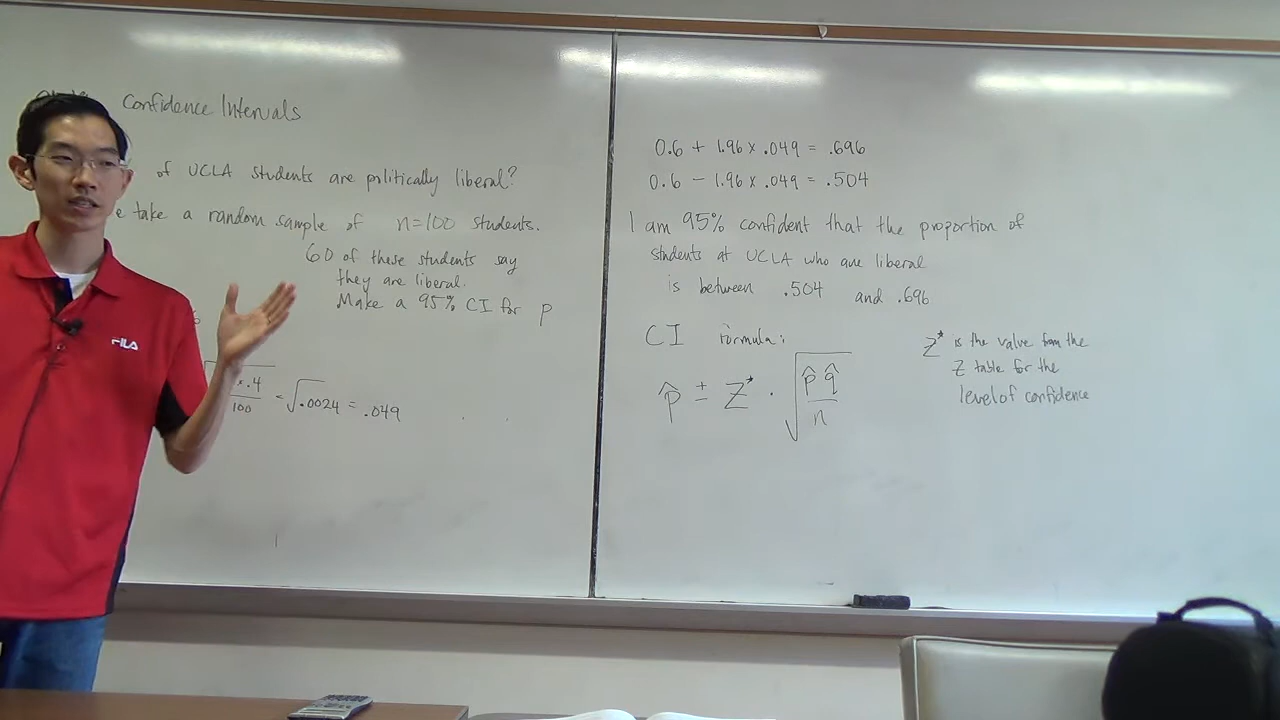 Confidence Intervals
of UCLA students are politically liberal?
e take a random sample of n=100 students.
60 of these students say
they are liberal.
Make a 95% CI for p
FILA
x.4/100 = √.0024 = .049
0.6 + 1.96 x .049 = .696
0.6 - 1.96 x .049 = .504
I am 95% confident that the proportion of
students at UCLA who are liberal
is between .504 and .696
CI formula:
p̂ ± Z* · √(p̂ q̂/n)
Z* is the value from the
Z table for the
level of confidence